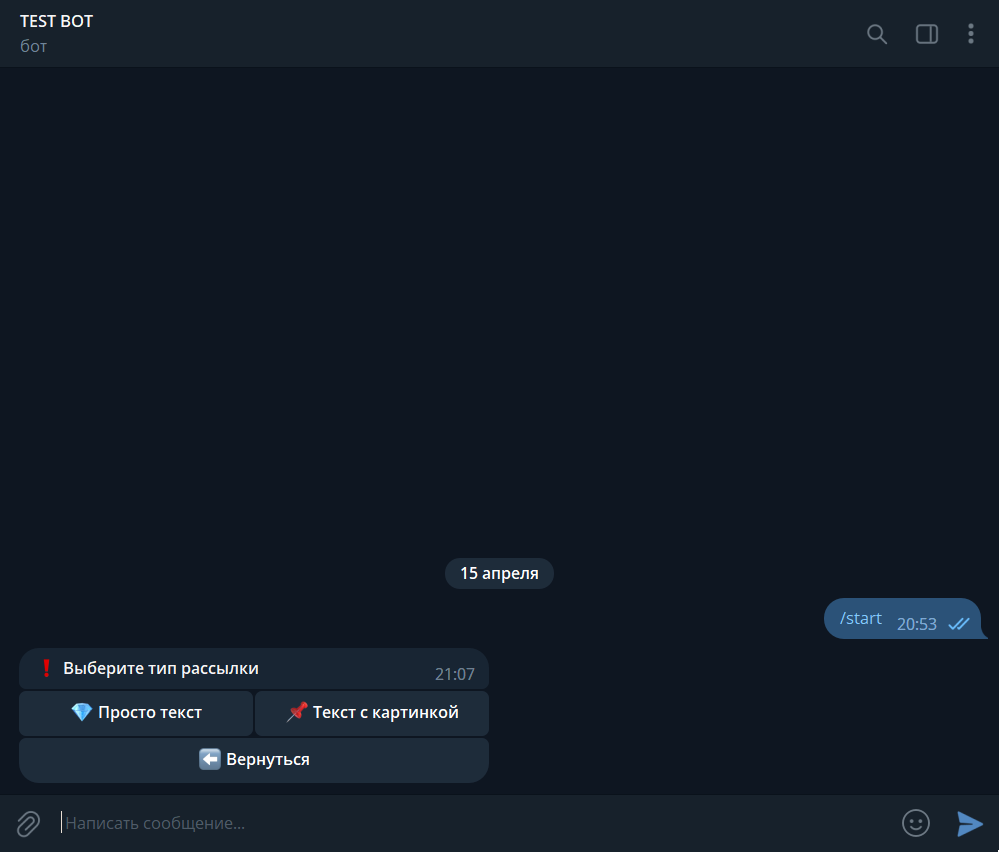 TEST BOT
бот
15 апреля
/start 20:53
❗ Выберите тип рассылки 21:07
💎 Просто текст 📌 Текст с картинкой
⬅️ Вернуться
Написать сообщение...